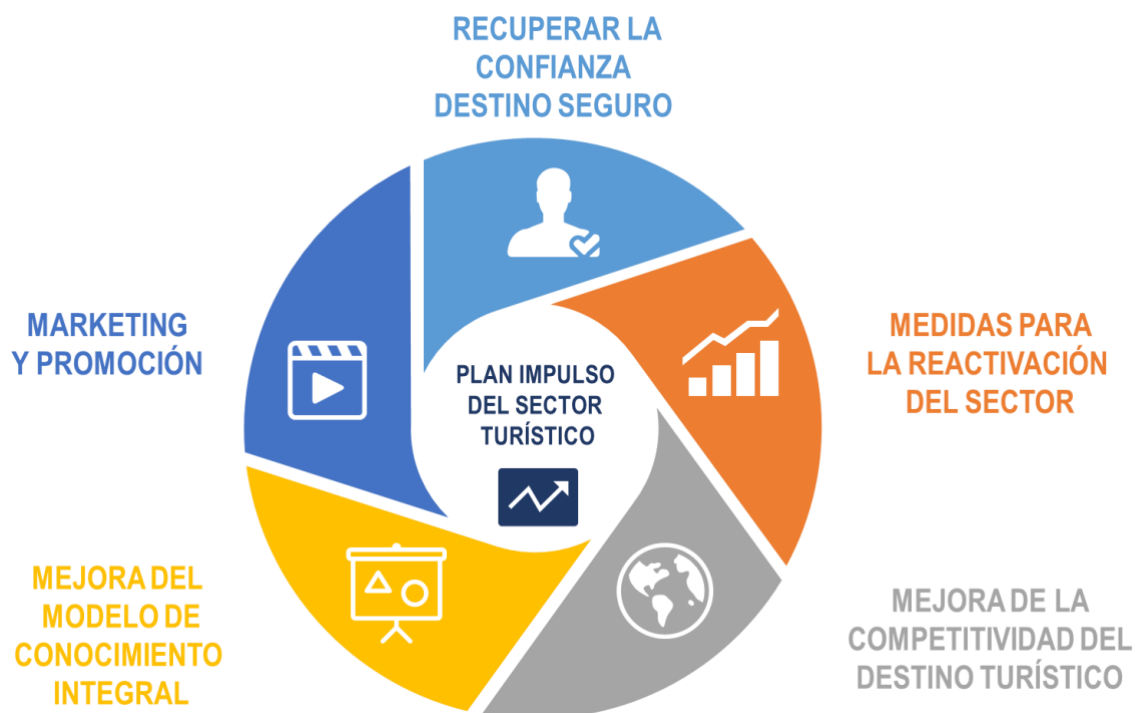 RECUPERAR LA
CONFIANZA
DESTINO SEGURO
MEDIDAS PARA
LA REACTIVACIÓN
DEL SECTOR
MEJORA DE LA
COMPETITIVIDAD DEL
DESTINO TURÍSTICO
MEJORA DEL
MODELO DE
CONOCIMIENTO
INTEGRAL
MARKETING
Y PROMOCIÓN
PLAN IMPULSO
DEL SECTOR
TURÍSTICO